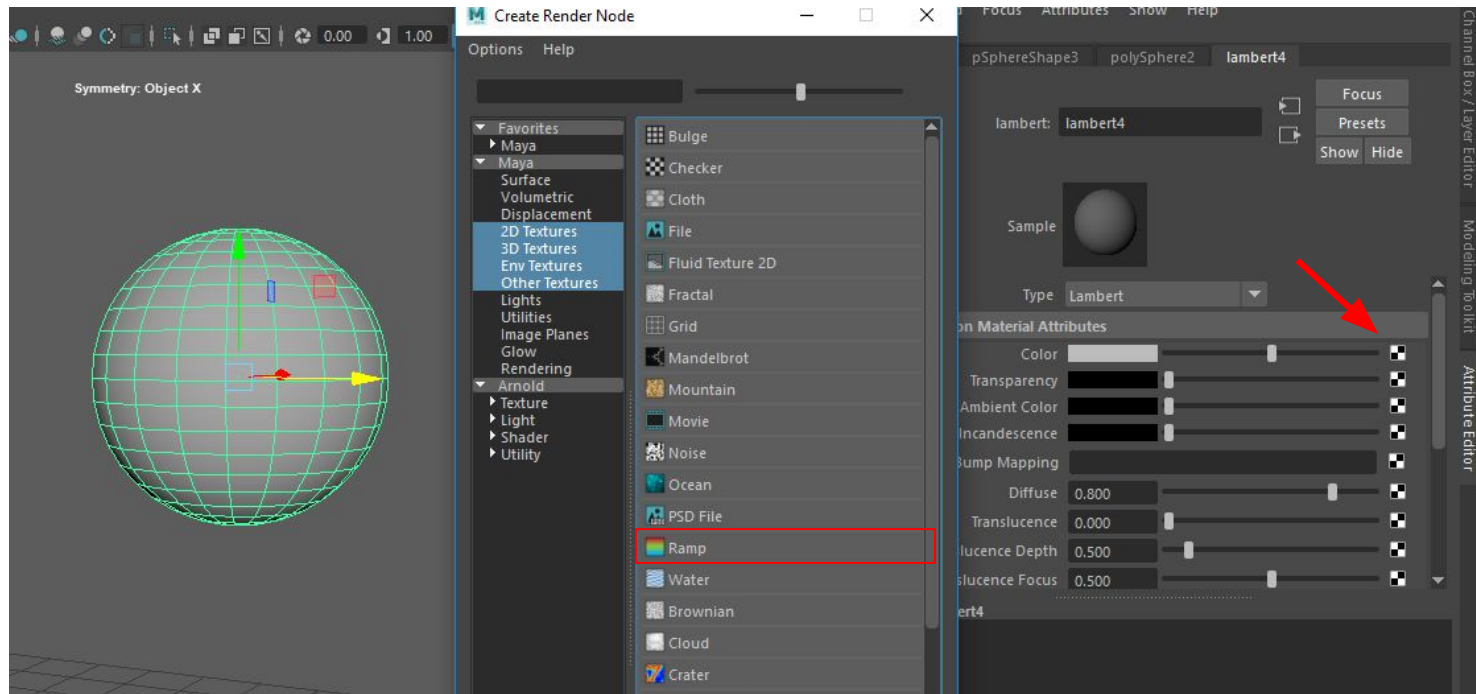 0.00
1.00
Symmetry: Object X
M Create Render Node
Options Help
Favorites
Maya
Maya
Surface
Volumetric
Displacement
2D Textures
3D Textures
Env Textures
Other Textures
Lights
Utilities
Image Planes
Glow
Rendering
Arnold
Texture
Light
Shader
Utility
Bulge
Checker
Cloth
File
Fluid Texture 2D
Fractal
Grid
Mandelbrot
Mountain
Movie
Noise
Ocean
PSD File
Ramp
Water
Brownian
Cloud
Crater
Focus Attributes Show Help
pSphereShape3 polySphere2 lambert4
Focus
lambert: lambert4 Presets
Show Hide
Sample
Type Lambert
on Material Attributes
Color
Transparency
Ambient Color
Incandescence
Bump Mapping
Diffuse 0.800
Translucence 0.000
lucence Depth 0.500
slucence Focus 0.500
ert4
Channel Box / Layer Editor
Modeling Toolkit
Attribute Editor